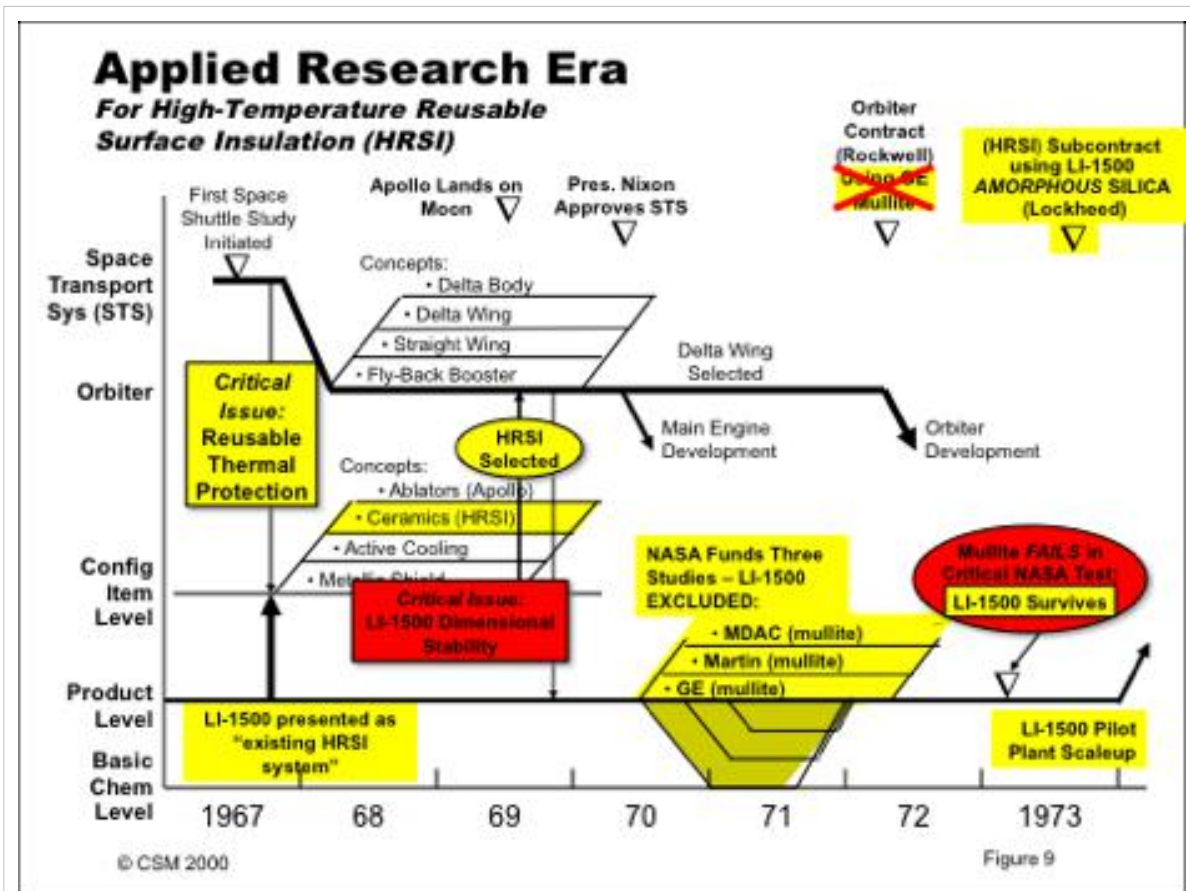 Applied Research Era
For High-Temperature Reusable
Surface Insulation (HRSI)
First Space
Shuttle Study
Initiated
Apollo Lands on
Moon
Pres. Nixon
Approves STS
Orbiter
Contract
(Rockwell)
Using GE
Mullite
(HRSI) Subcontract
using LI-1500
AMORPHOUS SILICA
(Lockheed)
Space
Transport
Sys (STS)
Concepts:
• Delta Body
• Delta Wing
• Straight Wing
• Fly-Back Booster
Delta Wing
Selected
Orbiter
Critical
Issue:
Reusable
Thermal
Protection
HRSI
Selected
Main Engine
Development
Orbiter
Development
Concepts:
• Ablators (Apollo)
• Ceramics (HRSI)
• Active Cooling
• Metallic Shield
Config
Item
Level
Critical Issue:
LI-1500 Dimensional
Stability
NASA Funds Three
Studies – LI-1500
EXCLUDED:
• MDAC (mullite)
• Martin (mullite)
• GE (mullite)
Mullite FAILS in
Critical NASA Test:
LI-1500 Survives
Product
Level
LI-1500 presented as
"existing HRSI
system"
LI-1500 Pilot
Plant Scaleup
Basic
Chem
Level
1967 68 69 70 71 72 1973
© CSM 2000
Figure 9